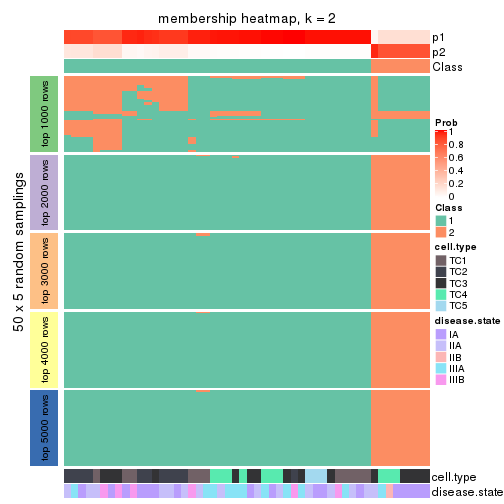 membership heatmap, k = 2
p1
p2
Class
50 x 5 random samplings
top 1000 rows
top 2000 rows
top 3000 rows
top 4000 rows
top 5000 rows
Prob
1
0.8
0.6
0.4
0.2
0
Class
1
2
cell.type
TC1
TC2
TC3
TC4
TC5
disease.state
IA
IIA
IIB
IIIA
IIIB
cell.type
disease.state